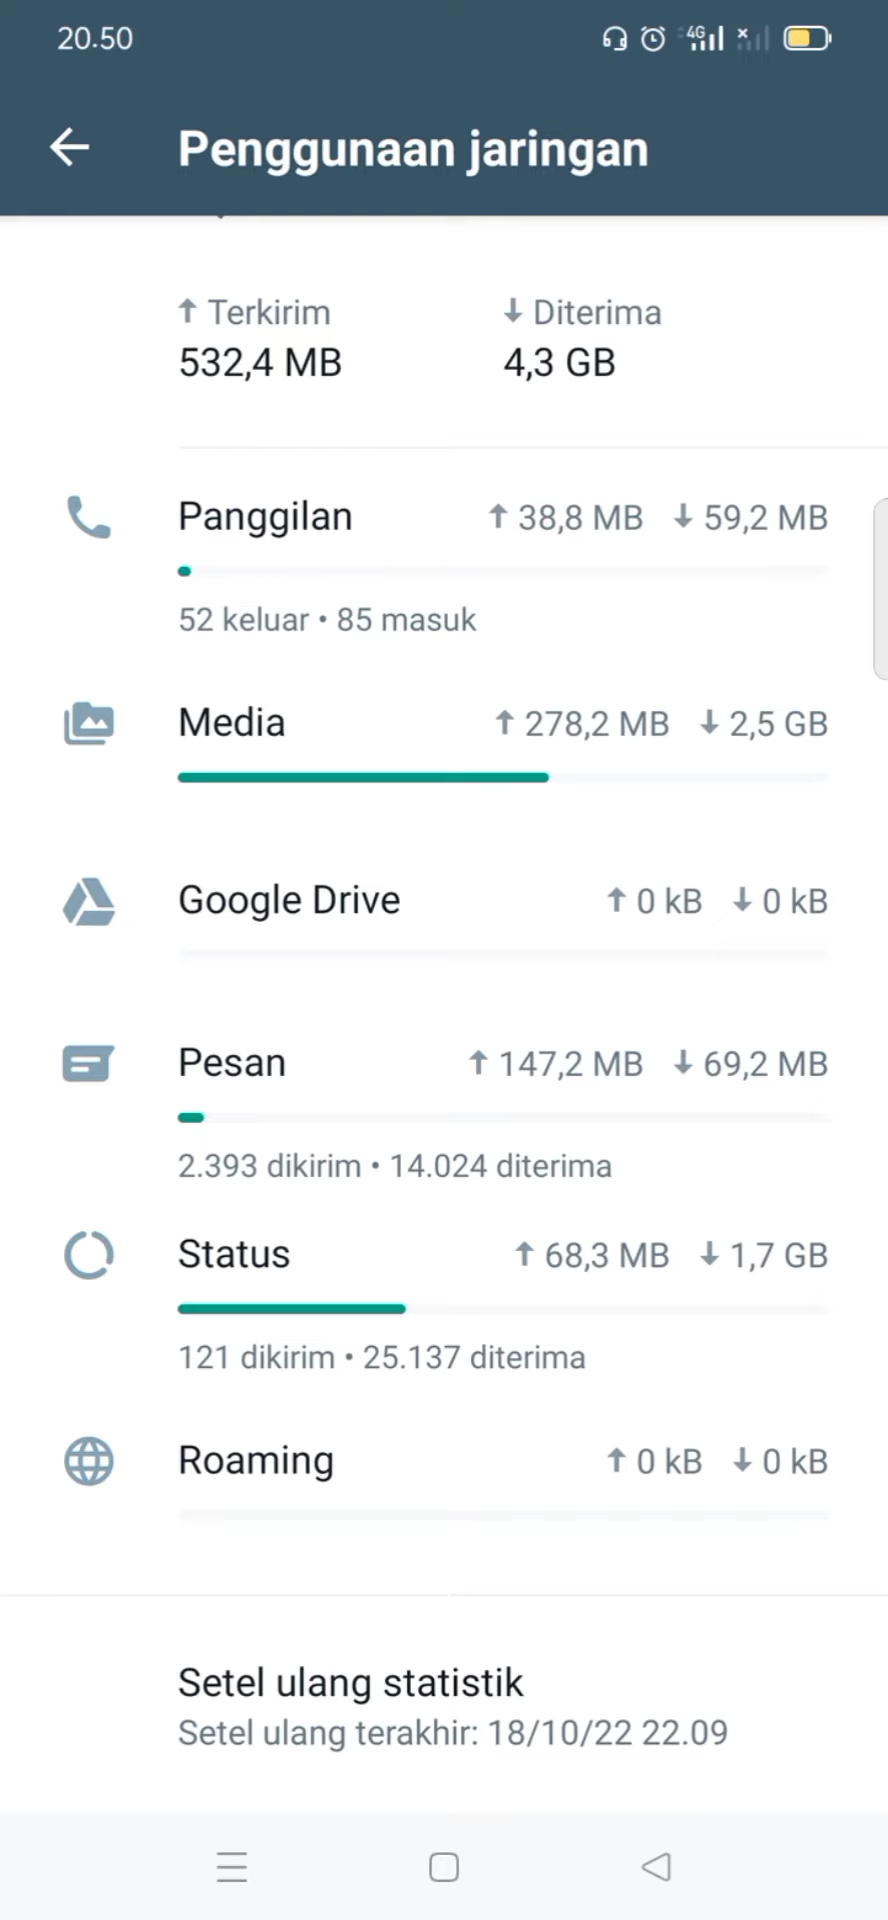 20.50
4G
Penggunaan jaringan
↑ Terkirim ↓ Diterima
532,4 MB 4,3 GB
Panggilan ↑ 38,8 MB ↓ 59,2 MB
52 keluar • 85 masuk
Media ↑ 278,2 MB ↓ 2,5 GB
Google Drive ↑ 0 kB ↓ 0 kB
Pesan ↑ 147,2 MB ↓ 69,2 MB
2.393 dikirim • 14.024 diterima
Status ↑ 68,3 MB ↓ 1,7 GB
121 dikirim • 25.137 diterima
Roaming ↑ 0 kB ↓ 0 kB
Setel ulang statistik
Setel ulang terakhir: 18/10/22 22.09